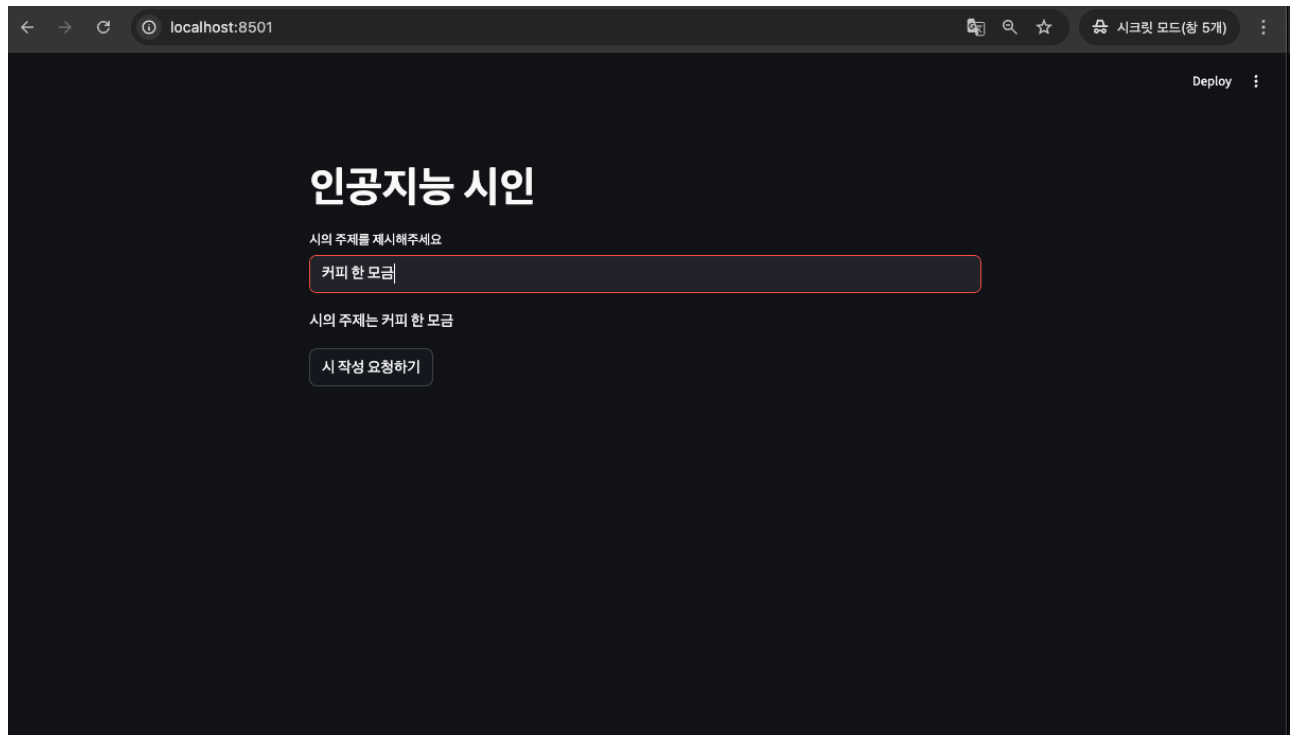 localhost:8501
시크릿 모드(창 5개)
Deploy
인공지능 시인
시의 주제를 제시해주세요
커피 한 모금
시의 주제는 커피 한 모금
시 작성 요청하기